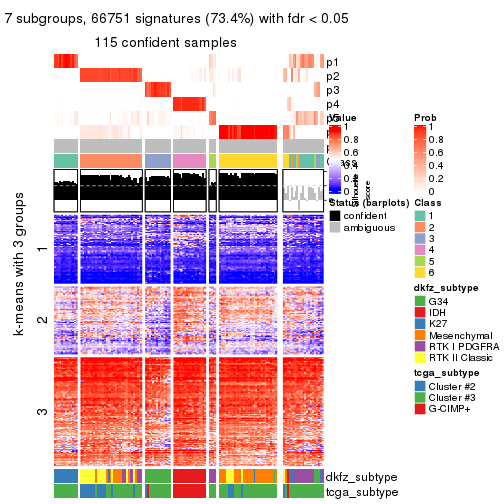 7 subgroups, 66751 signatures (73.4%) with fdr < 0.05
115 confident samples
p1
p2
p3
p4
Value
1
0.8
0.6
0.4
0.2
0
Prob
1
0.8
0.6
0.4
0.2
0
Silhouette
score
Status (barplots)
confident
ambiguous
Class
1
2
3
4
5
6
k-means with 3 groups
1
2
3
dkfz_subtype
G34
IDH
K27
Mesenchymal
RTK I PDGFRA
RTK II Classic
tcga_subtype
Cluster #2
Cluster #3
G-CIMP+
dkfz_subtype
tcga_subtype